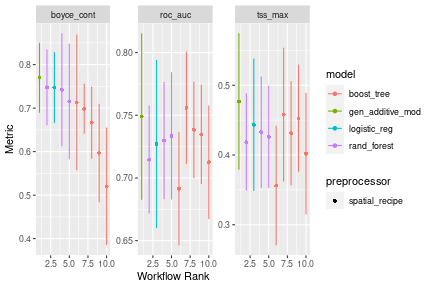 boyce_cont
roc_auc
tss_max
Metric
0.8
0.7
0.6
0.5
0.4
0.80
0.75
0.70
0.65
0.5
0.4
0.3
2.5 5.0 7.5 10.0
2.5 5.0 7.5 10.0
2.5 5.0 7.5 10.0
Workflow Rank
model
boost_tree
gen_additive_mod
logistic_reg
rand_forest
preprocessor
spatial_recipe